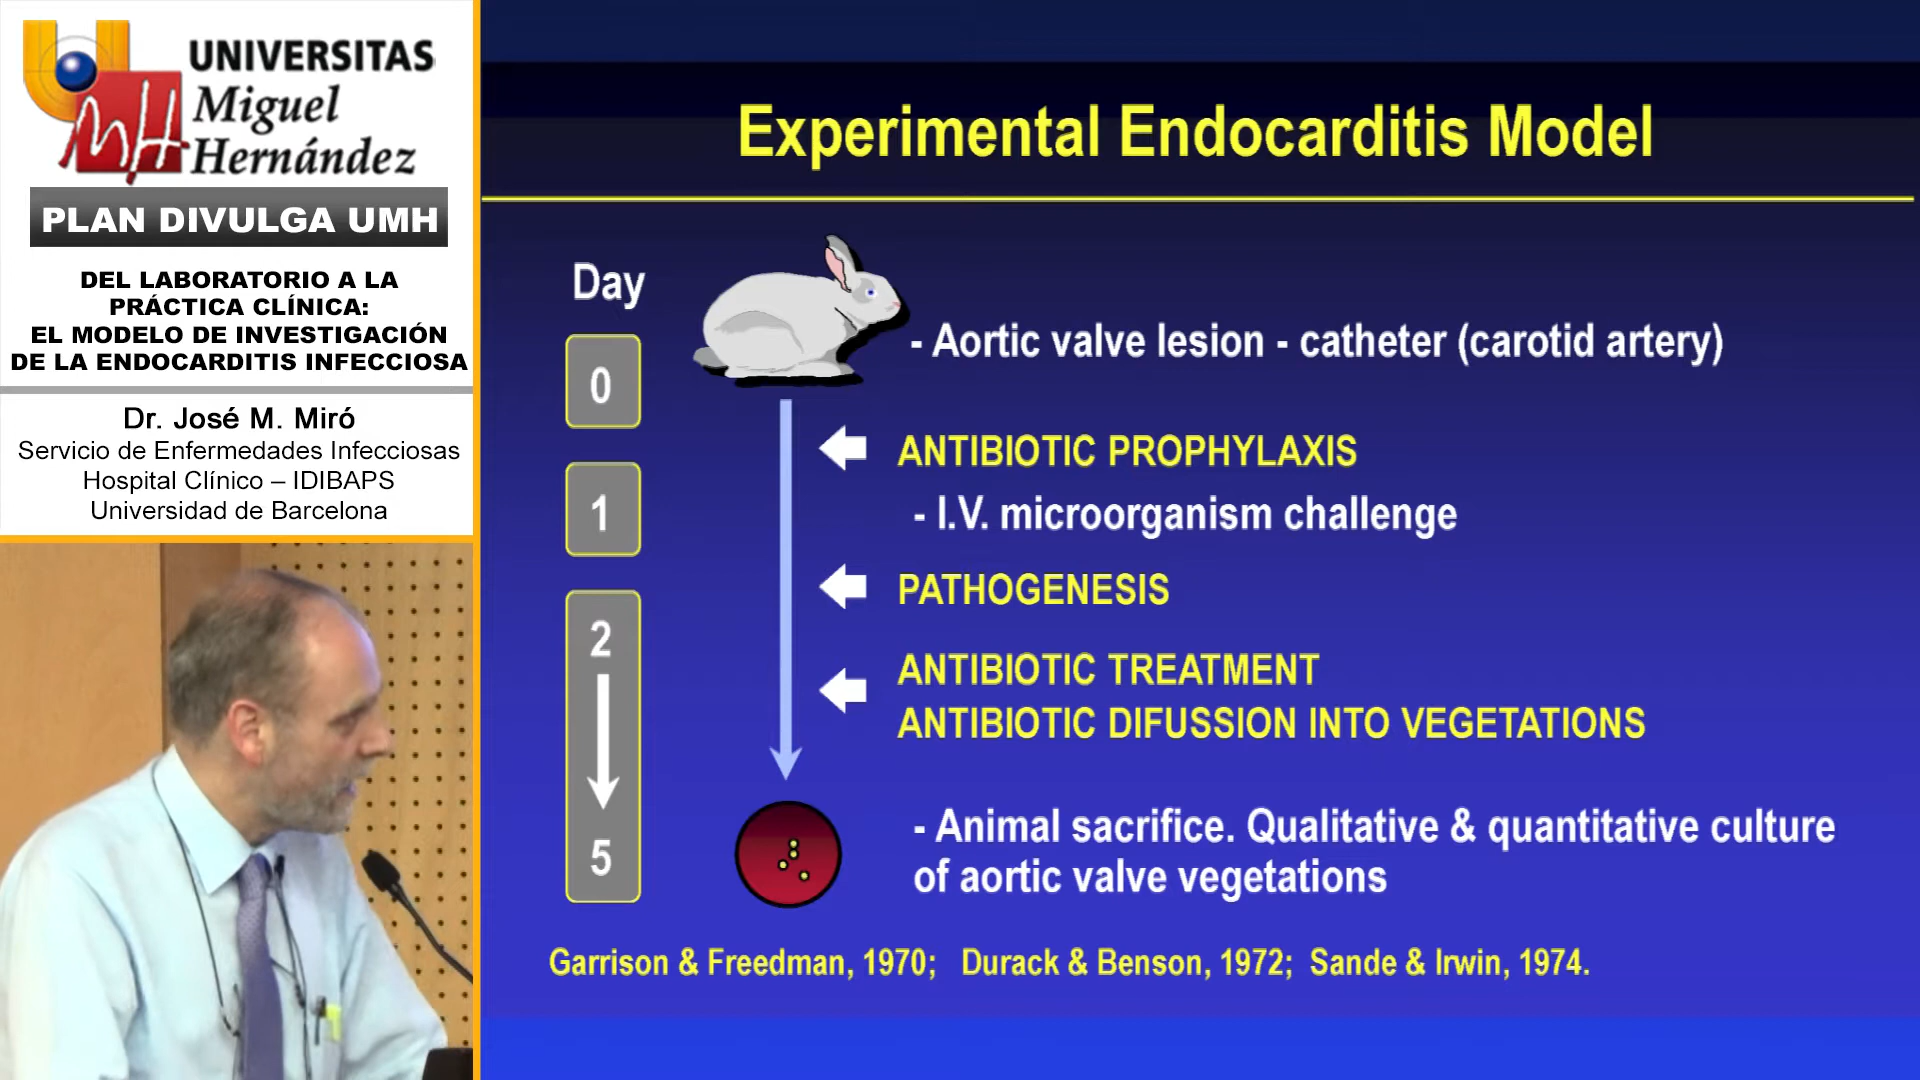 UNIVERSITAS
Miguel
Hernández
PLAN DIVULGA UMH
DEL LABORATORIO A LA
PRÁCTICA CLÍNICA:
EL MODELO DE INVESTIGACIÓN
DE LA ENDOCARDITIS INFECCIOSA
Dr. José M. Miró
Servicio de Enfermedades Infecciosas
Hospital Clínico – IDIBAPS
Universidad de Barcelona
Experimental Endocarditis Model
Day
0
- Aortic valve lesion - catheter (carotid artery)
ANTIBIOTIC PROPHYLAXIS
1
- I.V. microorganism challenge
PATHOGENESIS
2
ANTIBIOTIC TREATMENT
ANTIBIOTIC DIFUSSION INTO VEGETATIONS
5
- Animal sacrifice. Qualitative & quantitative culture
of aortic valve vegetations
Garrison & Freedman, 1970; Durack & Benson, 1972; Sande & Irwin, 1974.